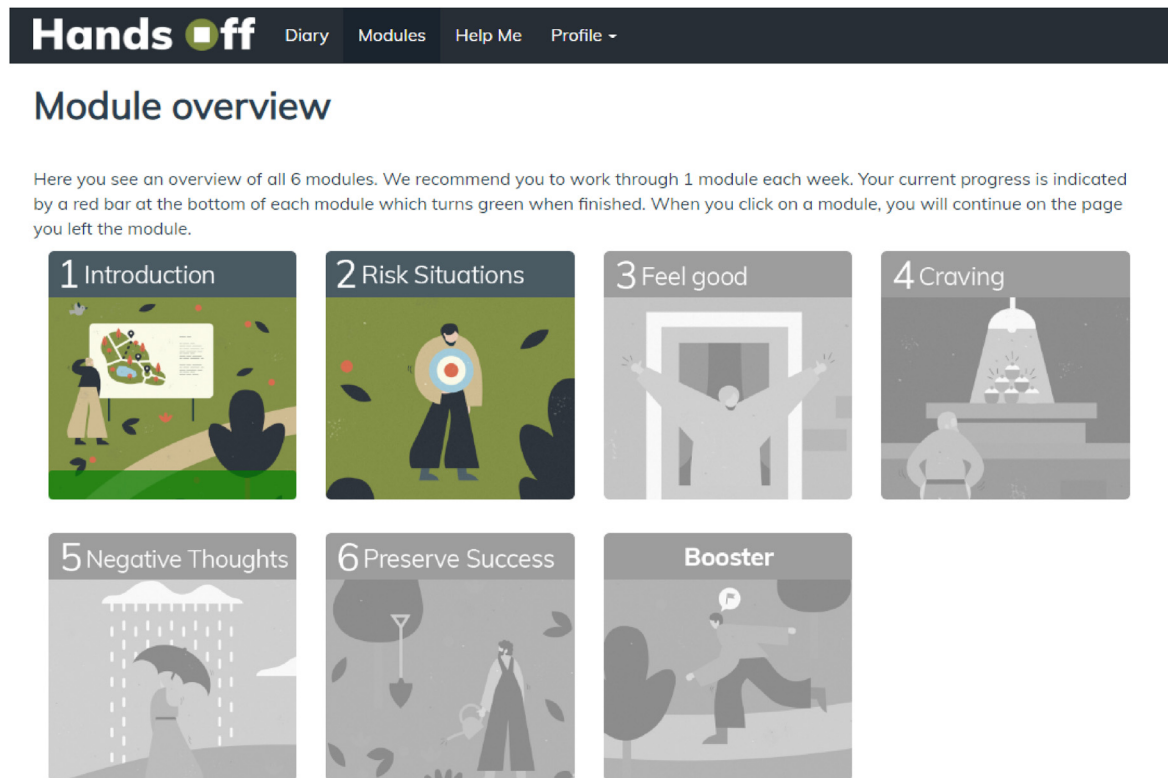 Hands Off Diary Modules Help Me Profile
Module overview
Here you see an overview of all 6 modules. We recommend you to work through 1 module each week. Your current progress is indicated
by a red bar at the bottom of each module which turns green when finished. When you click on a module, you will continue on the page
you left the module.
1 Introduction
2 Risk Situations
3 Feel good
4 Craving
5 Negative Thoughts
6 Preserve Success
Booster